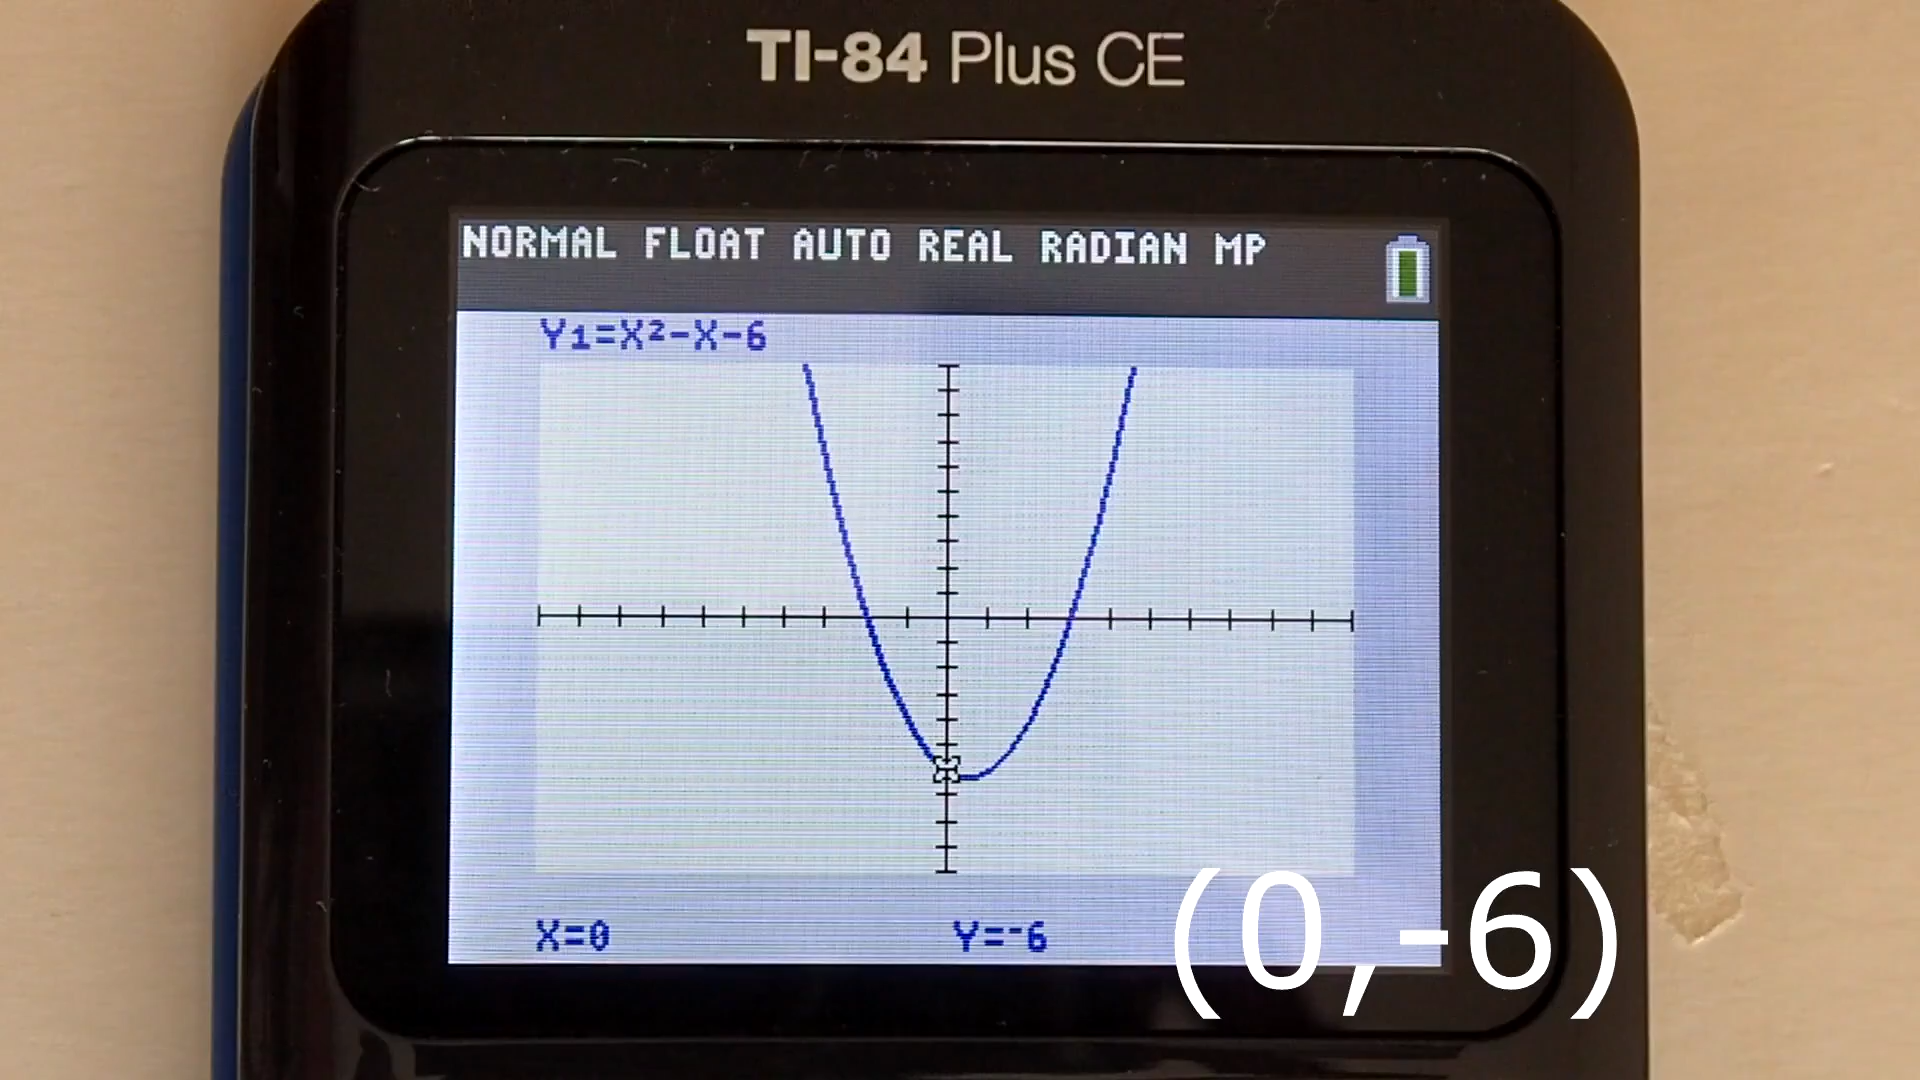 TI-84 Plus CE
NORMAL FLOAT AUTO REAL RADIAN MP
Y₁=X²-X-6
X=0
Y=⁻6
(0,-6)